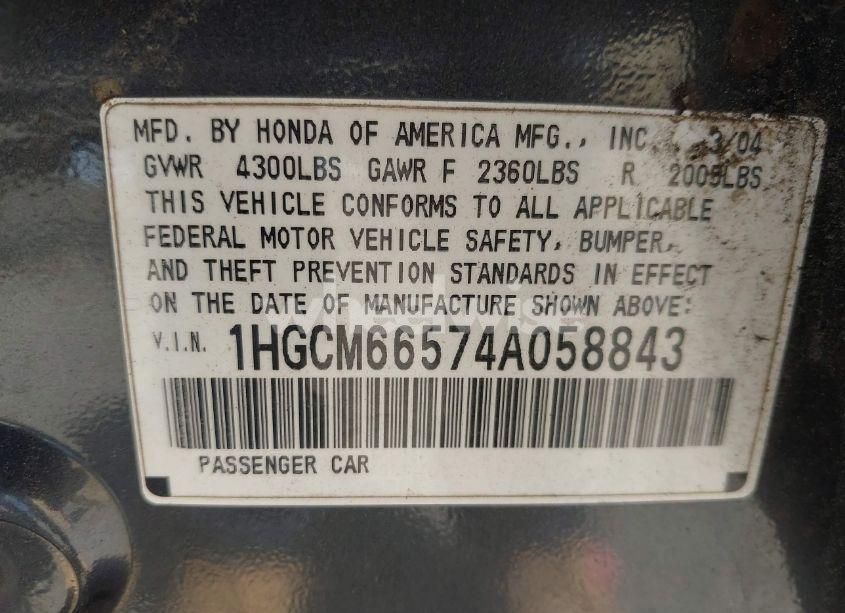 MFD. BY HONDA OF AMERICA MFG., INC. 3/04
GVWR 4300LBS GAWR F 2360LBS R 2005LBS
THIS VEHICLE CONFORMS TO ALL APPLICABLE
FEDERAL MOTOR VEHICLE SAFETY, BUMPER,
AND THEFT PREVENTION STANDARDS IN EFFECT
ON THE DATE OF MANUFACTURE SHOWN ABOVE:
V.I.N. 1HGCM66574A058843
PASSENGER CAR